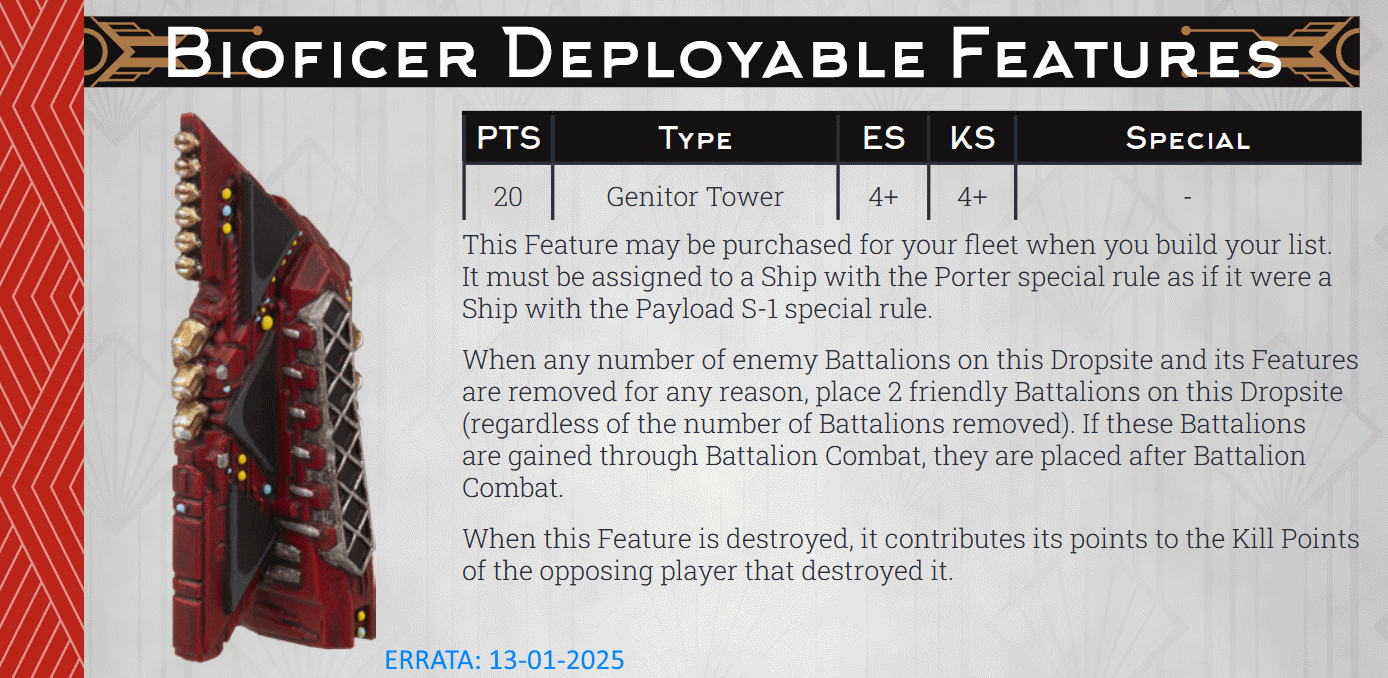 Bioficer Deployable Features
PTS Type ES KS Special
20 Genitor Tower 4+ 4+ -
This Feature may be purchased for your fleet when you build your list.
It must be assigned to a Ship with the Porter special rule as if it were a
Ship with the Payload S-1 special rule.
When any number of enemy Battalions on this Dropsite and its Features
are removed for any reason, place 2 friendly Battalions on this Dropsite
(regardless of the number of Battalions removed). If these Battalions
are gained through Battalion Combat, they are placed after Battalion
Combat.
When this Feature is destroyed, it contributes its points to the Kill Points
of the opposing player that destroyed it.
ERRATA: 13-01-2025